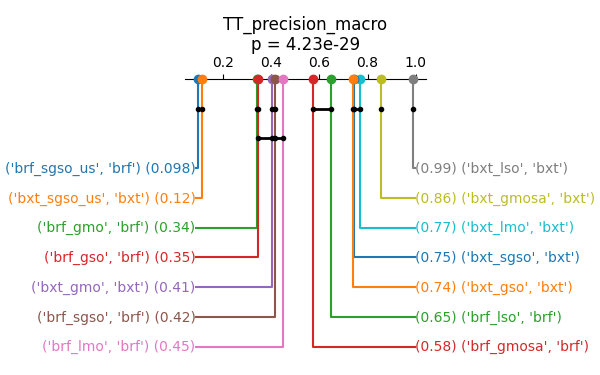 TT_precision_macro
p = 4.23e-29
0.2 0.4 0.6 0.8 1.0
('brf_sgso_us', 'brf') (0.098) (0.99) ('bxt_lso', 'bxt')
('bxt_sgso_us', 'bxt') (0.12) (0.86) ('bxt_gmosa', 'bxt')
('brf_gmo', 'brf') (0.34) (0.77) ('bxt_lmo', 'bxt')
('brf_gso', 'brf') (0.35) (0.75) ('bxt_sgso', 'bxt')
('bxt_gmo', 'bxt') (0.41) (0.74) ('bxt_gso', 'bxt')
('brf_sgso', 'brf') (0.42) (0.65) ('brf_lso', 'brf')
('brf_lmo', 'brf') (0.45) (0.58) ('brf_gmosa', 'brf')